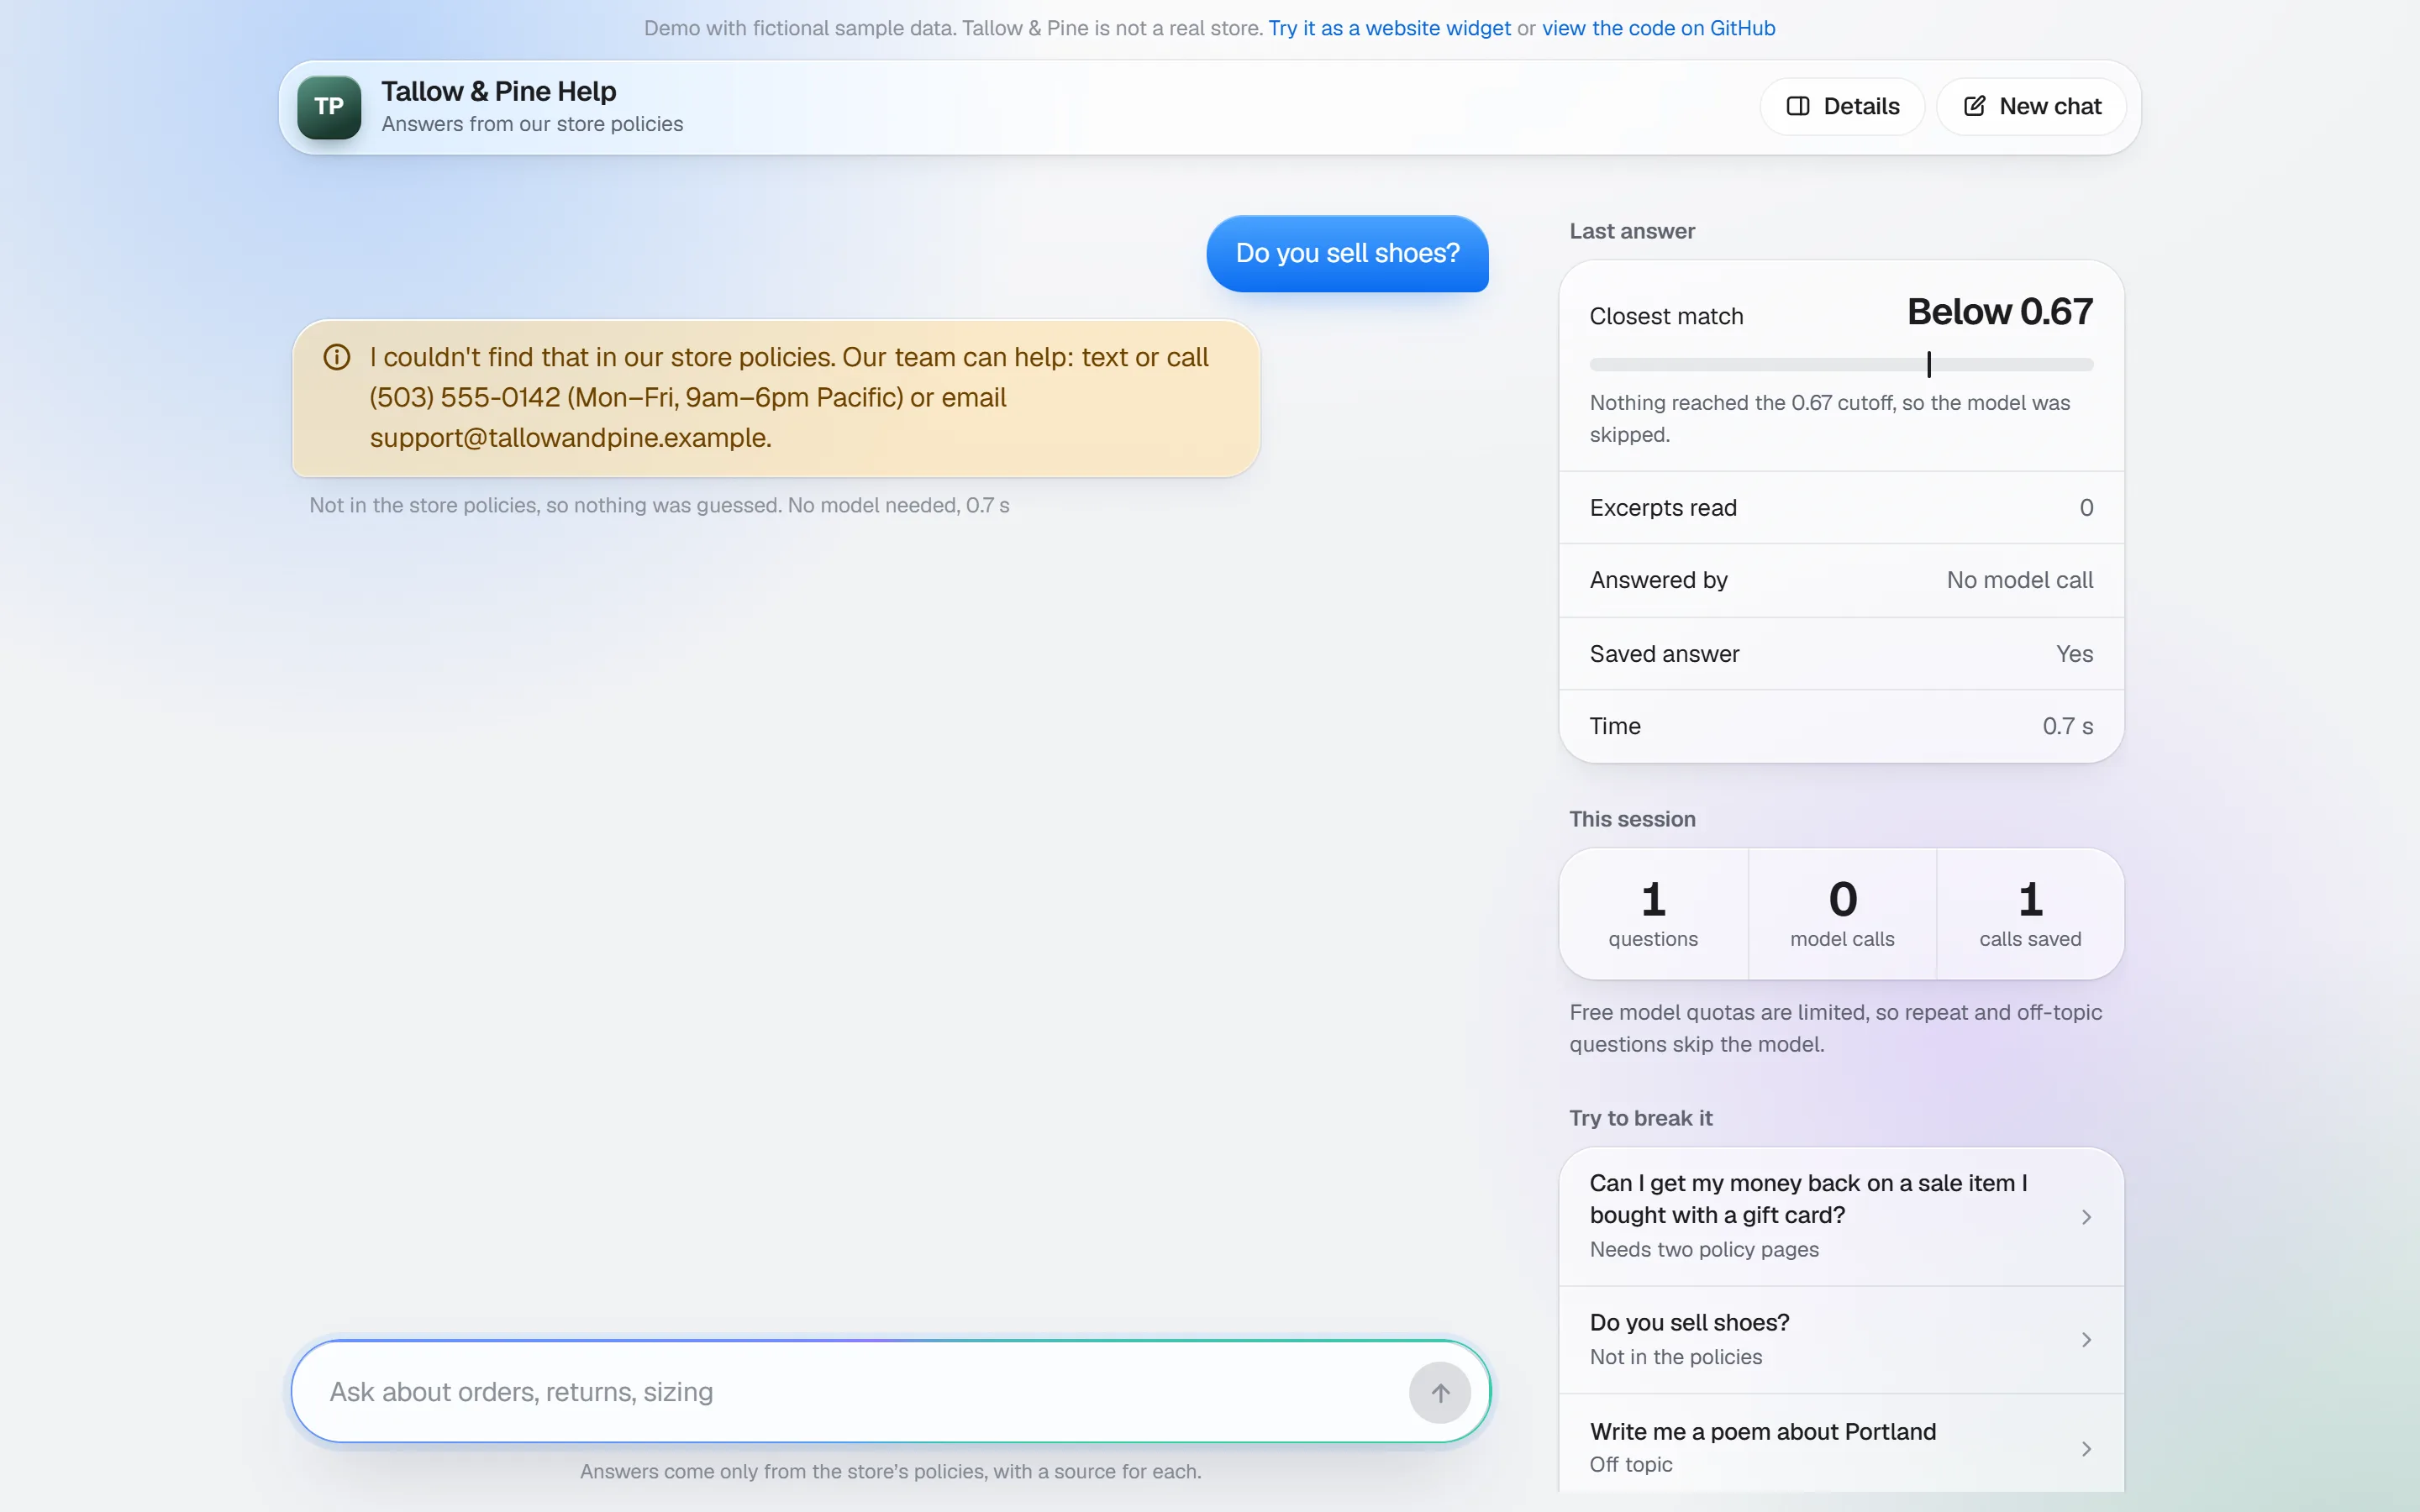 Demo with fictional sample data. Tallow & Pine is not a real store. Try it as a website widget or view the code on GitHub
TP
Tallow & Pine Help
Answers from our store policies
Details
New chat
Do you sell shoes?
I couldn't find that in our store policies. Our team can help: text or call
(503) 555-0142 (Mon–Fri, 9am–6pm Pacific) or email
support@tallowandpine.example.
Not in the store policies, so nothing was guessed. No model needed, 0.7 s
Ask about orders, returns, sizing
Answers come only from the store’s policies, with a source for each.
Last answer
Closest match
Below 0.67
Nothing reached the 0.67 cutoff, so the model was
skipped.
Excerpts read
0
Answered by
No model call
Saved answer
Yes
Time
0.7 s
This session
1
questions
0
model calls
1
calls saved
Free model quotas are limited, so repeat and off-topic
questions skip the model.
Try to break it
Can I get my money back on a sale item I
bought with a gift card?
Needs two policy pages
Do you sell shoes?
Not in the policies
Write me a poem about Portland
Off topic